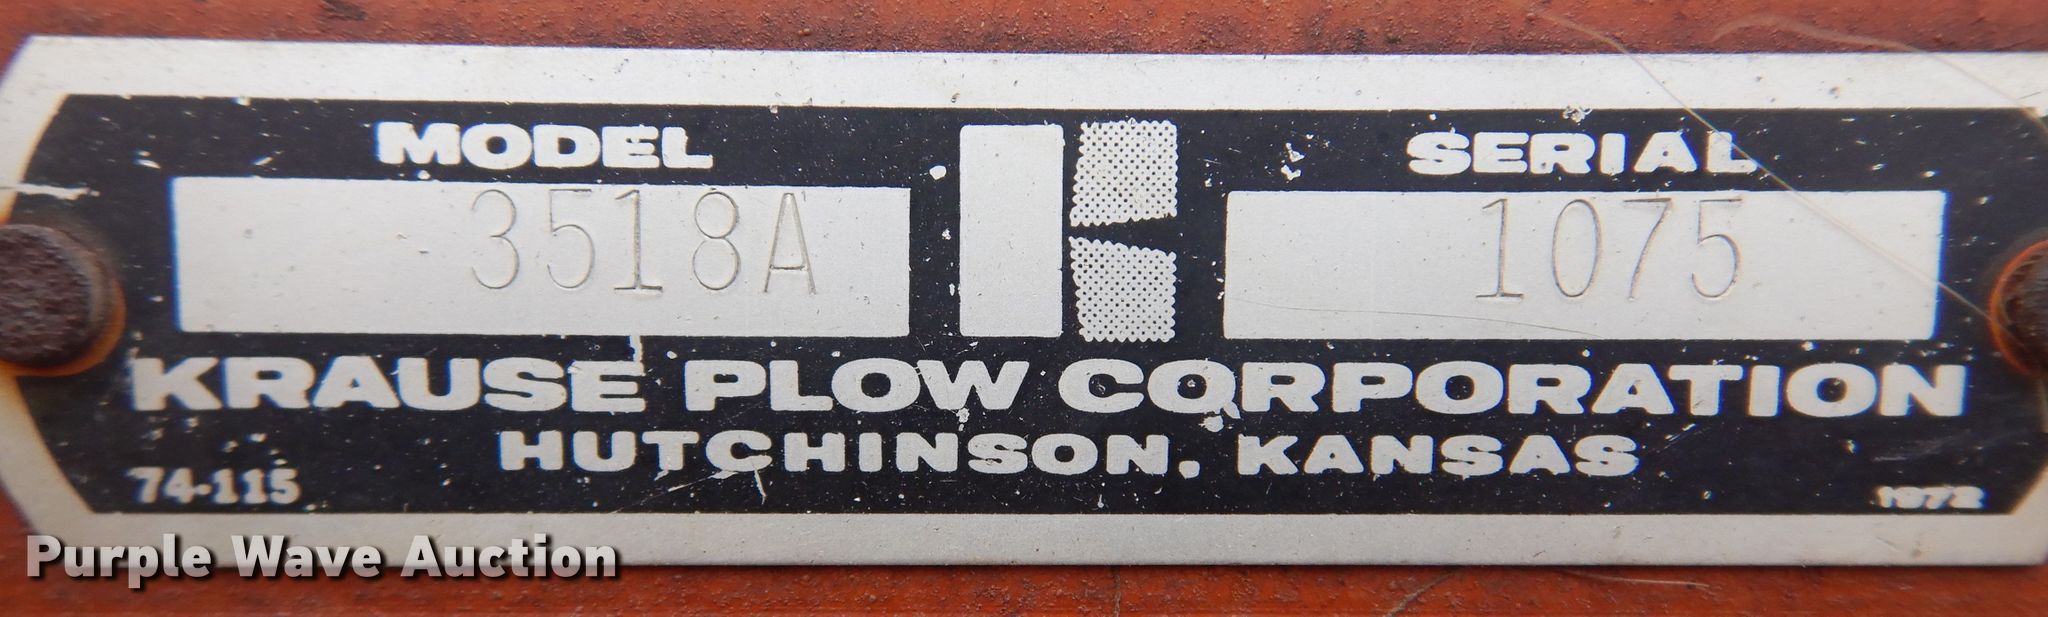 MODEL
3518A
SERIAL
1075
KRAUSE PLOW CORPORATION
HUTCHINSON, KANSAS
74-115
1972
Purple Wave Auction